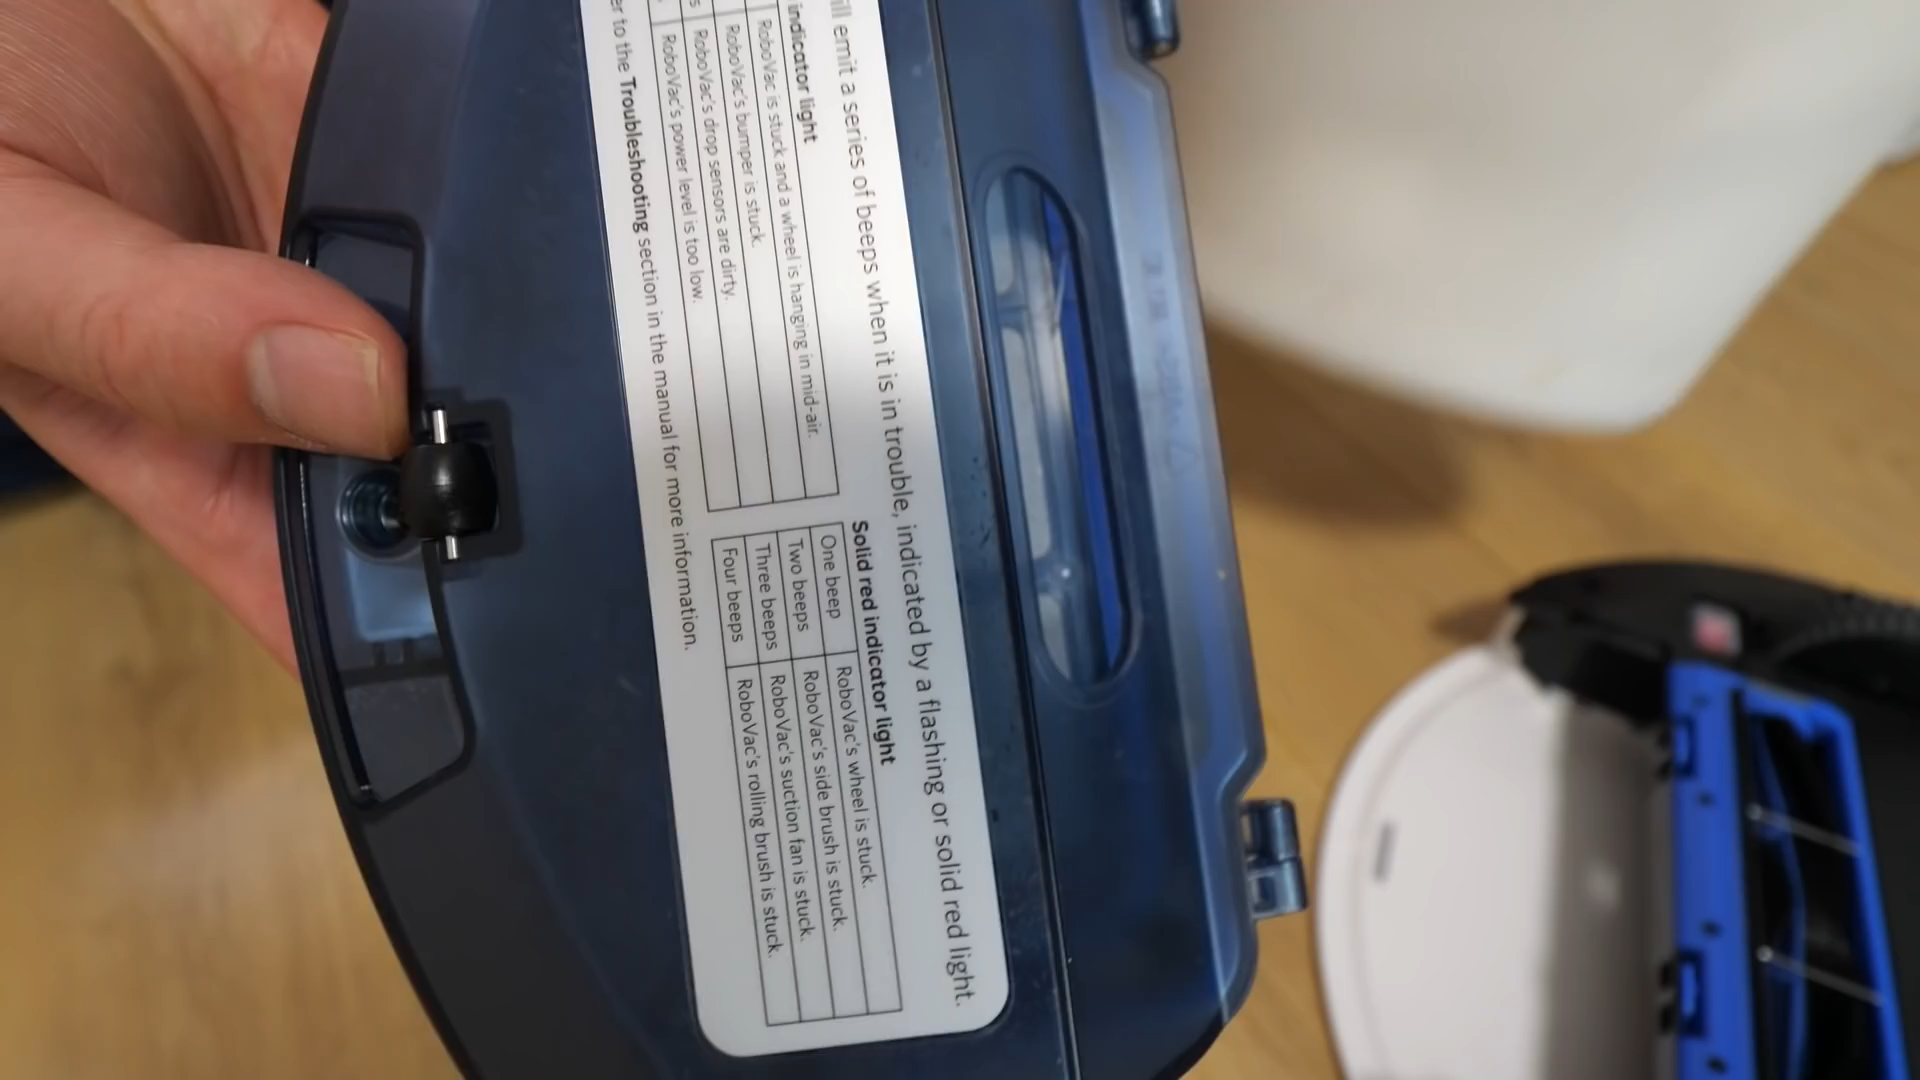 ill emit a series of beeps when it is in trouble, indicated by a flashing or solid red light.
indicator light
RoboVac is stuck and a wheel is hanging in mid-air.
RoboVac's bumper is stuck.
s RoboVac's drop sensors are dirty.
RoboVac's power level is too low.
Solid red indicator light
One beep RoboVac's wheel is stuck.
Two beeps RoboVac's side brush is stuck.
Three beeps RoboVac's suction fan is stuck.
Four beeps RoboVac's rolling brush is stuck.
er to the Troubleshooting section in the manual for more information.